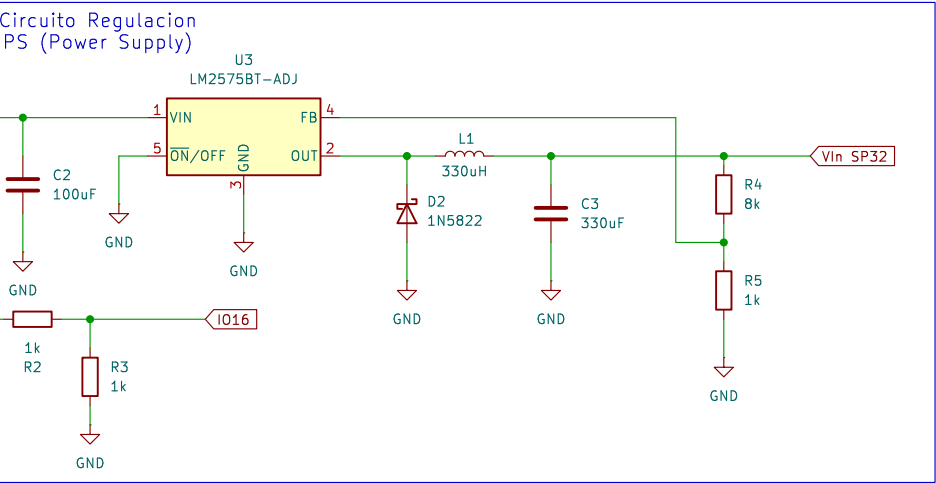 Circuito Regulacion
PS (Power Supply)
U3
LM2575BT-ADJ
1
VIN
FB
4
5
ON/OFF
GND
OUT
2
3
L1
330uH
VIn SP32
C2
100uF
GND
GND
GND
D2
1N5822
GND
C3
330uF
GND
R4
8k
R5
1k
GND
IO16
1k
R2
R3
1k
GND